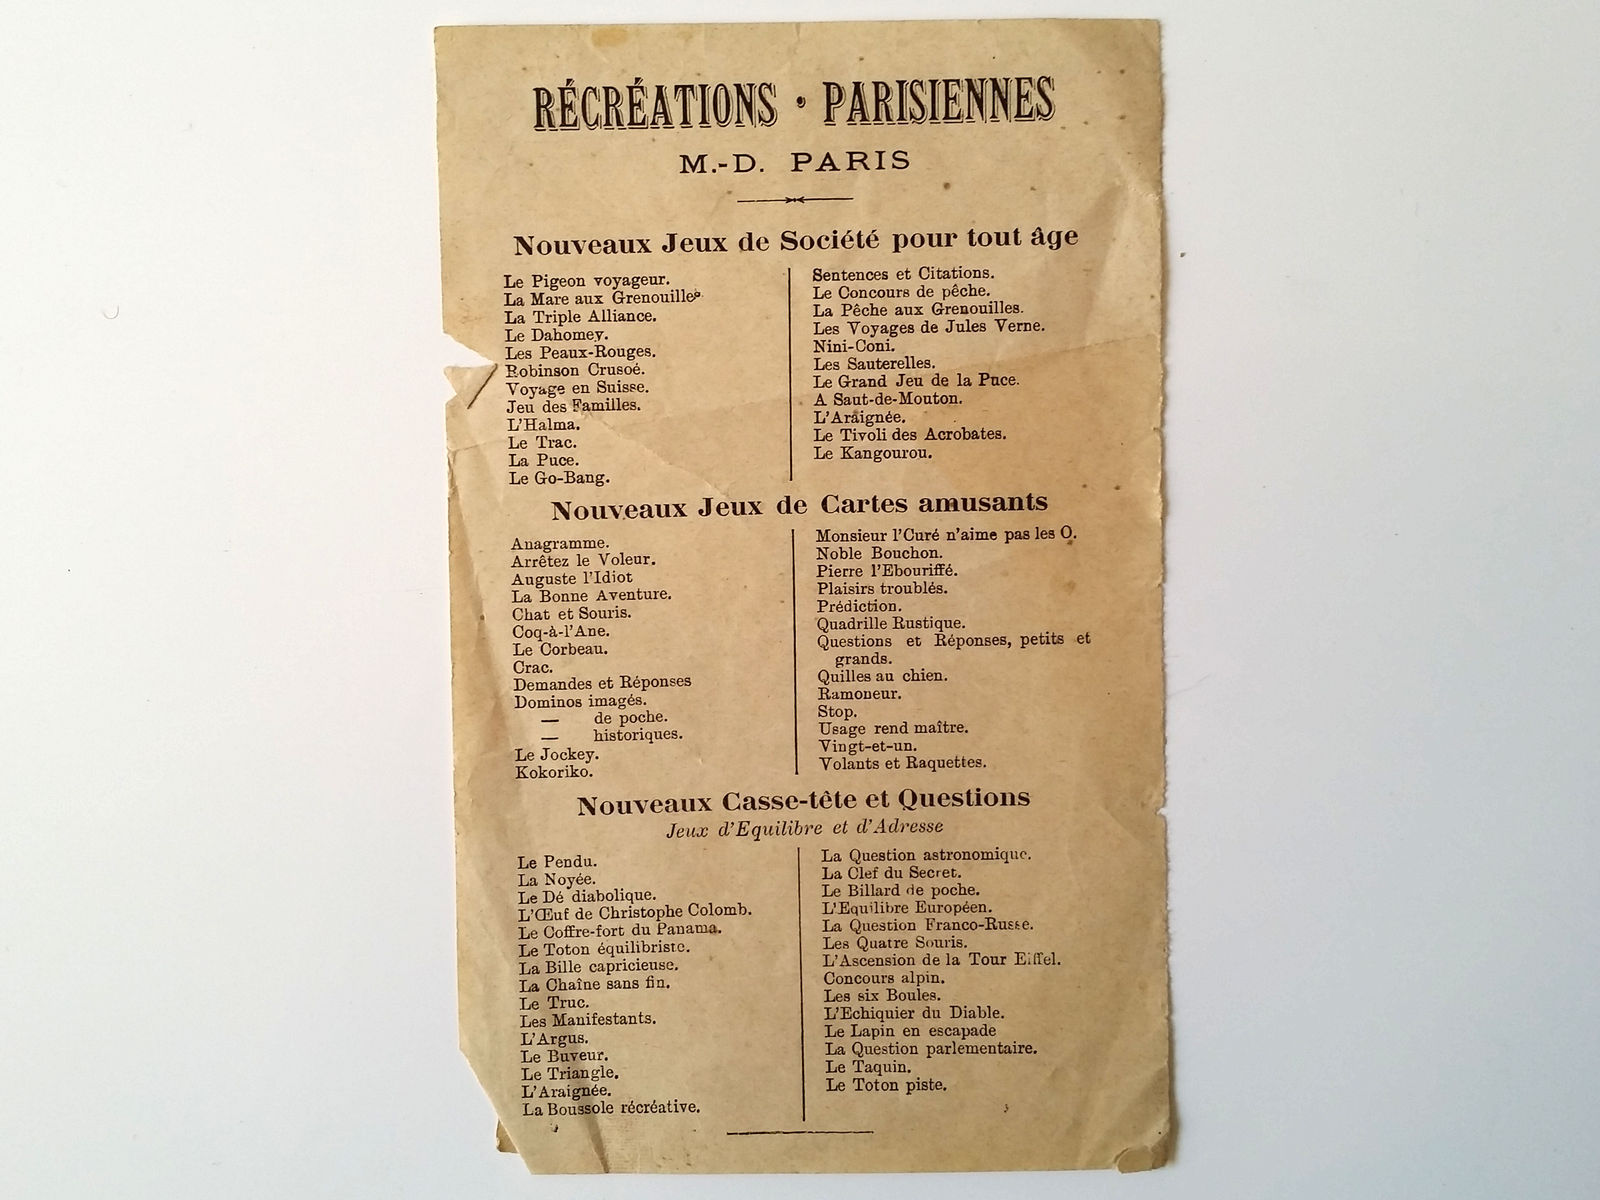 RÉCRÉATIONS • PARISIENNES
M.-D. PARIS
Nouveaux Jeux de Société pour tout âge
Le Pigeon voyageur.
La Mare aux Grenouilles.
La Triple Alliance.
Le Dahomey.
Les Peaux-Rouges.
Robinson Crusoé.
Voyage en Suisse.
Jeu des Familles.
L'Halma.
Le Trac.
La Puce.
Le Go-Bang.
Sentences et Citations.
Le Concours de pêche.
La Pêche aux Grenouilles.
Les Voyages de Jules Verne.
Nini-Coni.
Les Sauterelles.
Le Grand Jeu de la Puce.
A Saut-de-Mouton.
L'Araignée.
Le Tivoli des Acrobates.
Le Kangourou.
Nouveaux Jeux de Cartes amusants
Anagramme.
Arrêtez le Voleur.
Auguste l'Idiot
La Bonne Aventure.
Chat et Souris.
Coq-à-l'Ane.
Le Corbeau.
Crac.
Demandes et Réponses
Dominos imagés.
— de poche.
— historiques.
Le Jockey.
Kokoriko.
Monsieur l'Curé n'aime pas les O.
Noble Bouchon.
Pierre l'Ebouriffé.
Plaisirs troublés.
Prédiction.
Quadrille Rustique.
Questions et Réponses, petits et
grands.
Quilles au chien.
Ramoneur.
Stop.
Usage rend maître.
Vingt-et-un.
Volants et Raquettes.
Nouveaux Casse-tête et Questions
Jeux d'Equilibre et d'Adresse
Le Pendu.
La Noyée.
Le Dé diabolique.
L'Œuf de Christophe Colomb.
Le Coffre-fort du Panama.
Le Toton équilibriste.
La Bille capricieuse.
La Chaîne sans fin.
Le Truc.
Les Manifestants.
L'Argus.
Le Buveur.
Le Triangle.
L'Araignée.
La Boussole récréative.
La Question astronomique.
La Clef du Secret.
Le Billard de poche.
L'Equilibre Européen.
La Question Franco-Russe.
Les Quatre Souris.
L'Ascension de la Tour Eiffel.
Concours alpin.
Les six Boules.
L'Echiquier du Diable.
Le Lapin en escapade
La Question parlementaire.
Le Taquin.
Le Toton piste.